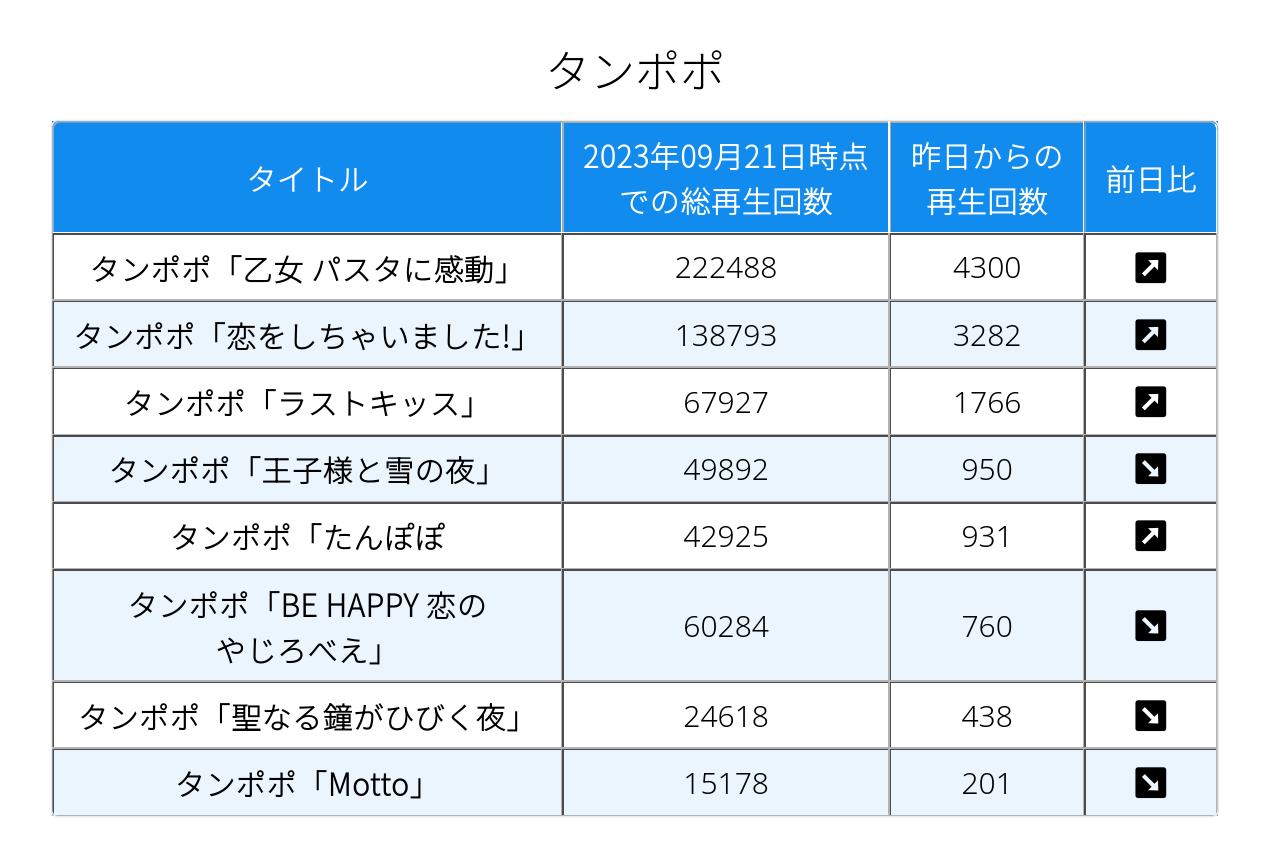 タンポポ
タイトル
2023年09月21日時点
での総再生回数
昨日からの
再生回数
前日比
タンポポ「乙女 パスタに感動」 222488 4300 ↗
タンポポ「恋をしちゃいました!」 138793 3282 ↗
タンポポ「ラストキッス」 67927 1766 ↗
タンポポ「王子様と雪の夜」 49892 950 ↘
タンポポ「たんぽぽ 42925 931 ↗
タンポポ「BE HAPPY 恋の
やじろべえ」 60284 760 ↘
タンポポ「聖なる鐘がひびく夜」 24618 438 ↘
タンポポ「Motto」 15178 201 ↘